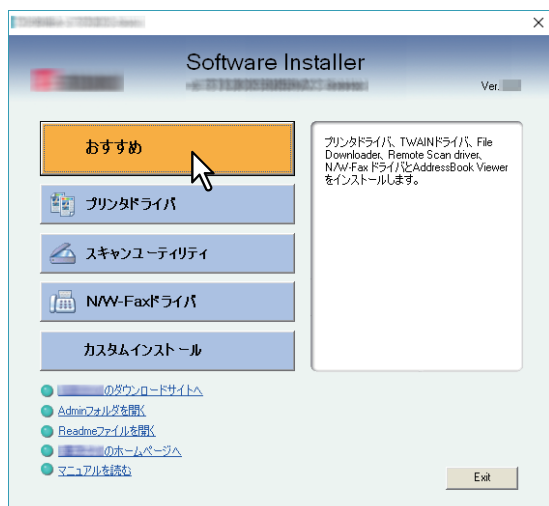 Software Installer
Ver.
おすすめ
プリンタドライバ
スキャンユーティリティ
N/W-Faxドライバ
カスタムインストール
プリンタドライバ、TWAINドライバ、File
Downloader、Remote Scan driver、
N/W-Fax ドライバとAddressBook Viewer
をインストールします。
のダウンロードサイトへ
Adminフォルダを開く
Readmeファイルを開く
のホームページへ
マニュアルを読む
Exit